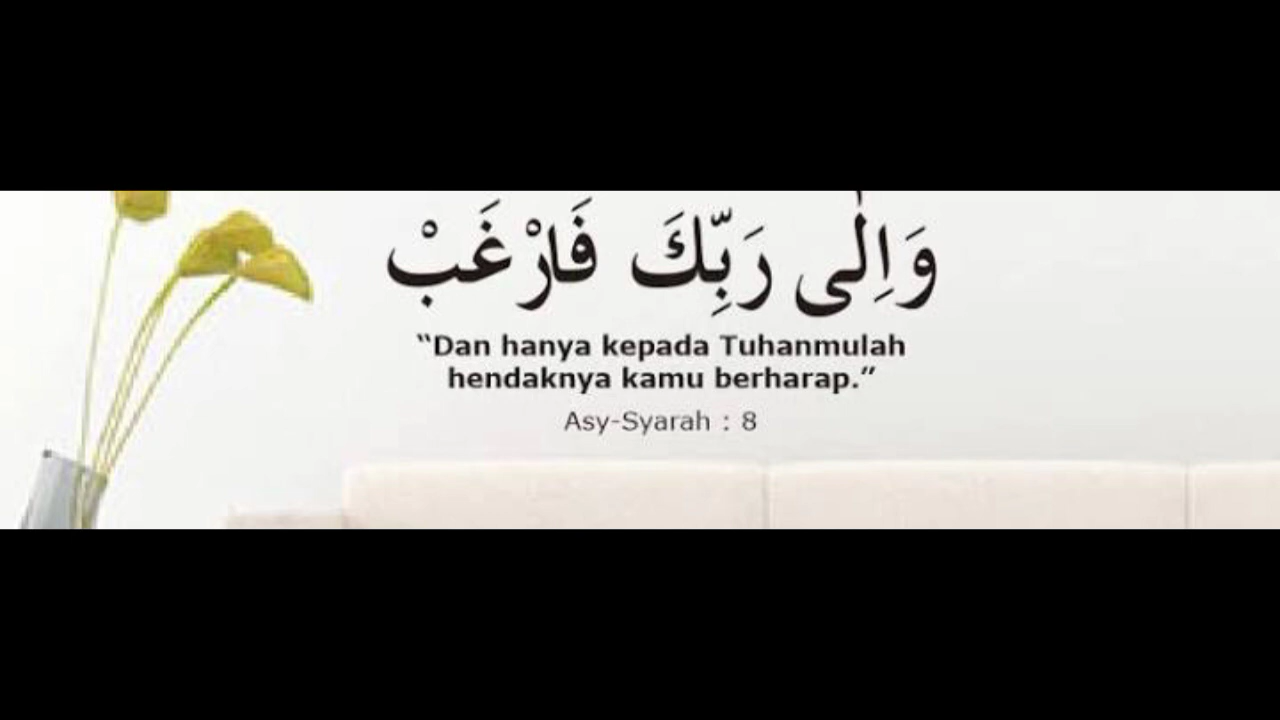 وَاِلٰى رَبِّكَ فَارْغَبْ
“Dan hanya kepada Tuhanmulah
hendaknya kamu berharap.”
Asy-Syarah : 8